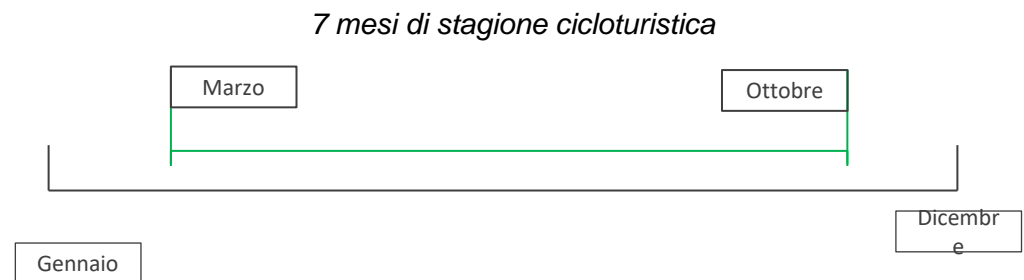 7 mesi di stagione cicloturistica
Marzo
Ottobre
Dicembr
e
Gennaio